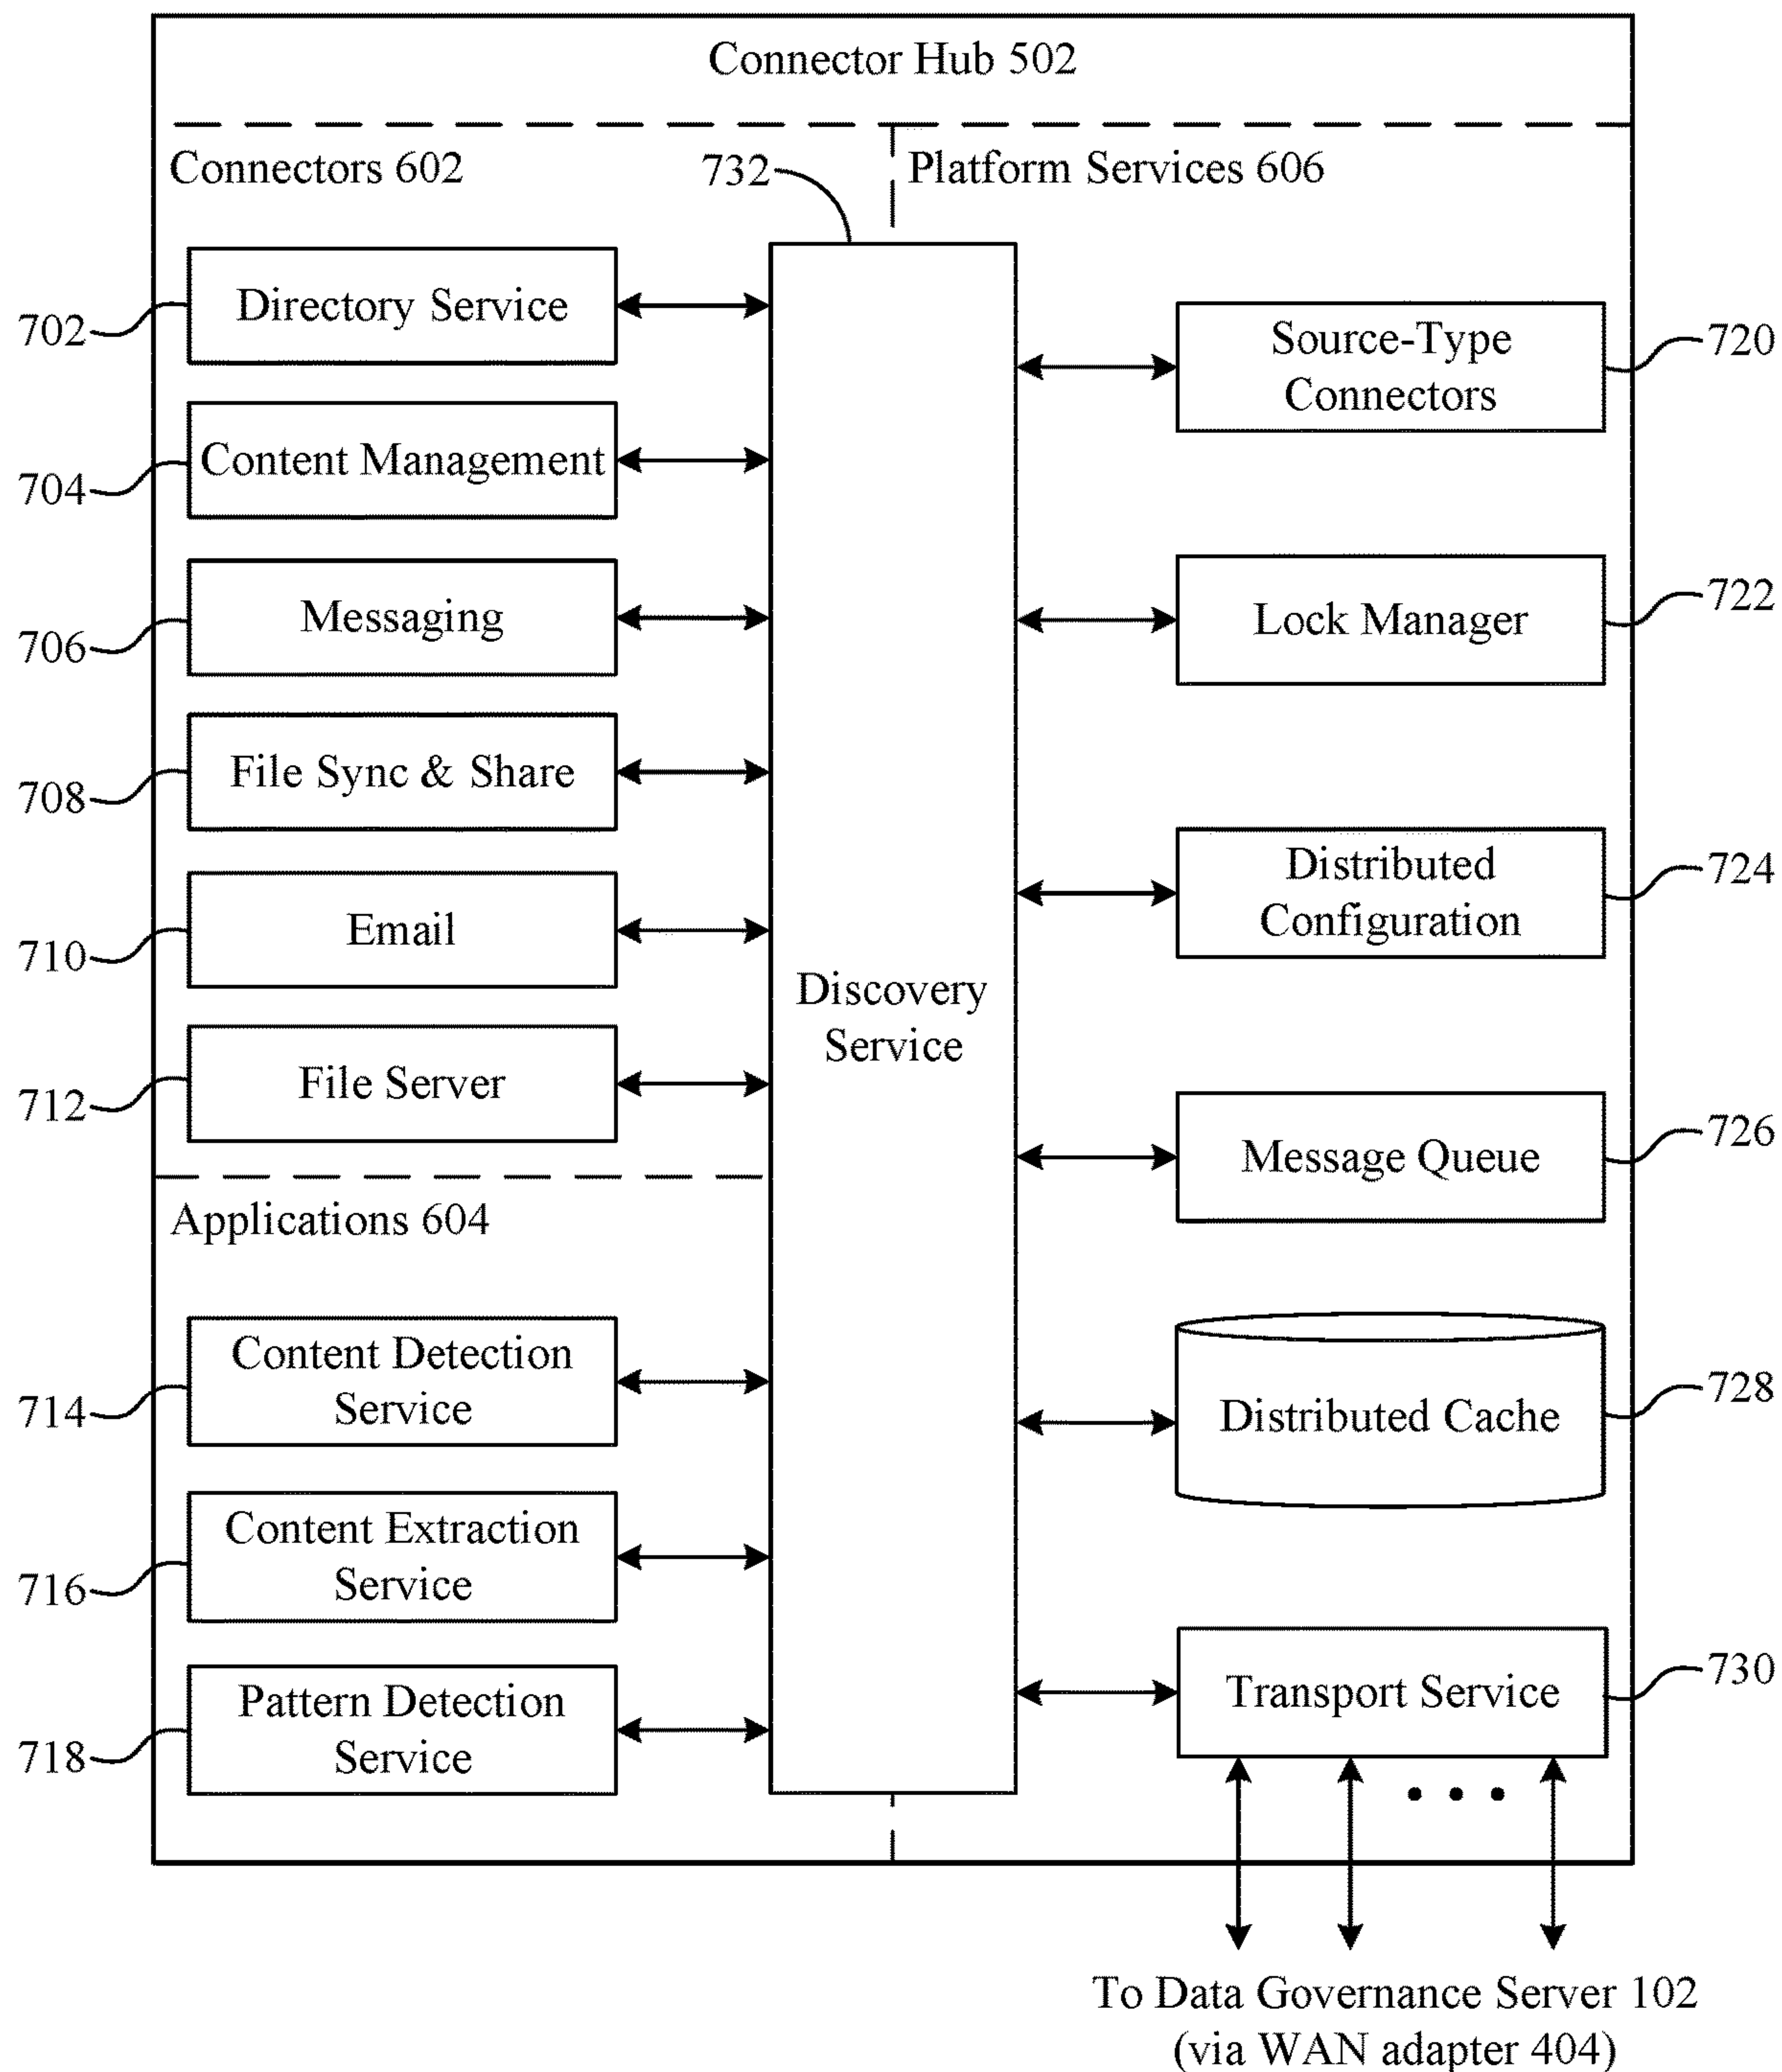 Connector Hub 502
Connectors 602
732
Platform Services 606
702
Directory Service
704
Content Management
706
Messaging
708
File Sync & Share
710
Email
712
File Server
Applications 604
714
Content Detection
Service
716
Content Extraction
Service
718
Pattern Detection
Service
Discovery
Service
Source-Type
Connectors
720
Lock Manager
722
Distributed
Configuration
724
Message Queue
726
Distributed Cache
728
Transport Service
730
To Data Governance Server 102
(via WAN adapter 404)